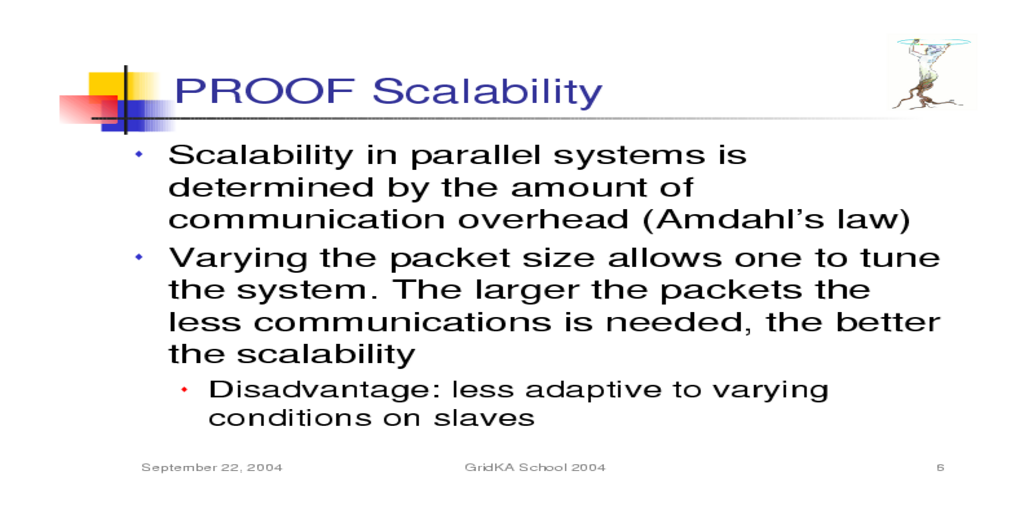 PROOF Scalability
• Scalability in parallel systems is
determined by the amount of
communication overhead (Amdahl's law)
• Varying the packet size allows one to tune
the system. The larger the packets the
less communications is needed, the better
the scalability
• Disadvantage: less adaptive to varying
conditions on slaves
September 22, 2004 GridKA School 2004 6